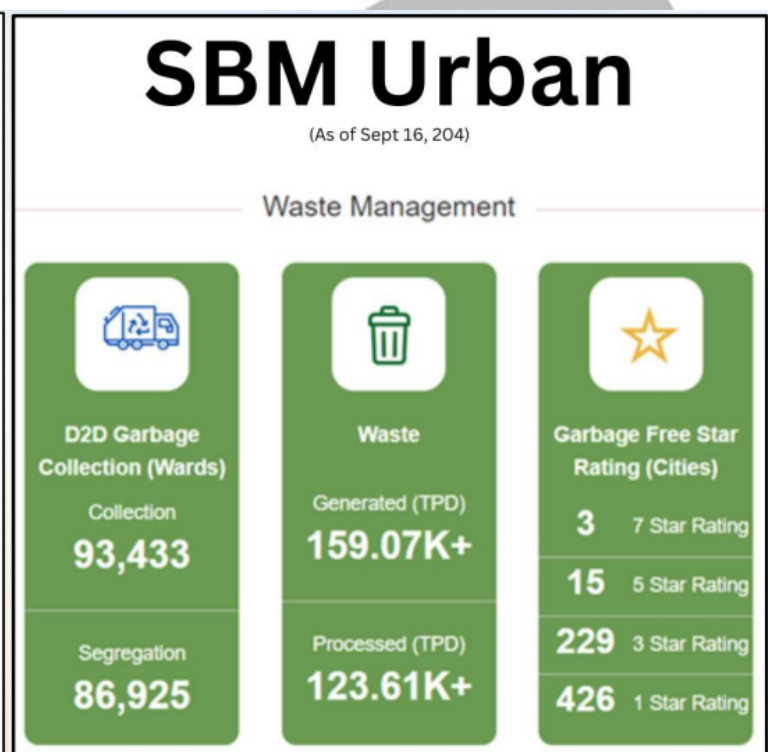 SBM Urban
(As of Sept 16, 204)
Waste Management
D2D Garbage
Collection (Wards)
Collection
93,433
Segregation
86,925
Waste
Generated (TPD)
159.07K+
Processed (TPD)
123.61K+
Garbage Free Star
Rating (Cities)
3 7 Star Rating
15 5 Star Rating
229 3 Star Rating
426 1 Star Rating